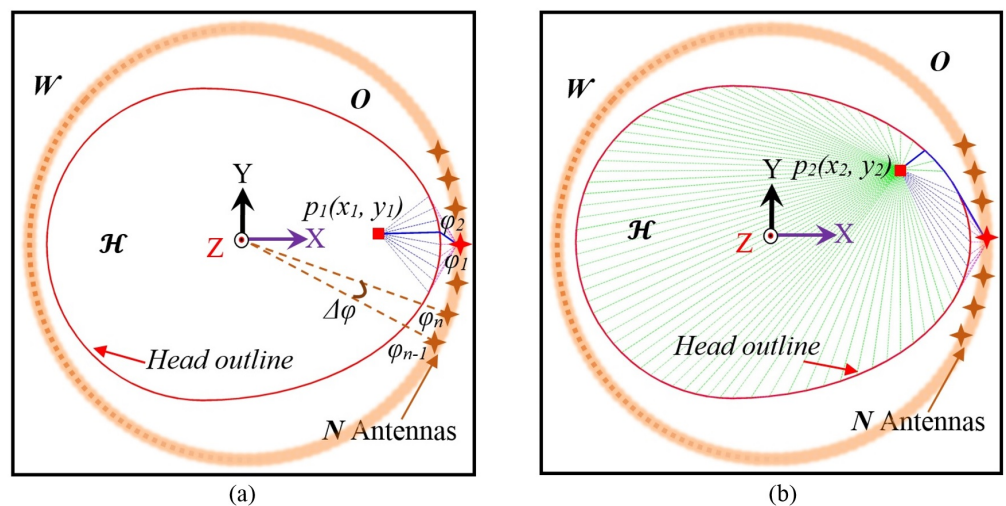 W
O
Y
p₁(x₁, y₁)
φ₂
ℋ
Z
X
φ₁
Δφ
φₙ
φₙ₋₁
Head outline
N Antennas
(a)
O
W
p₂(x₂, y₂)
Y
ℋ
Z
X
Head outline
N Antennas
(b)